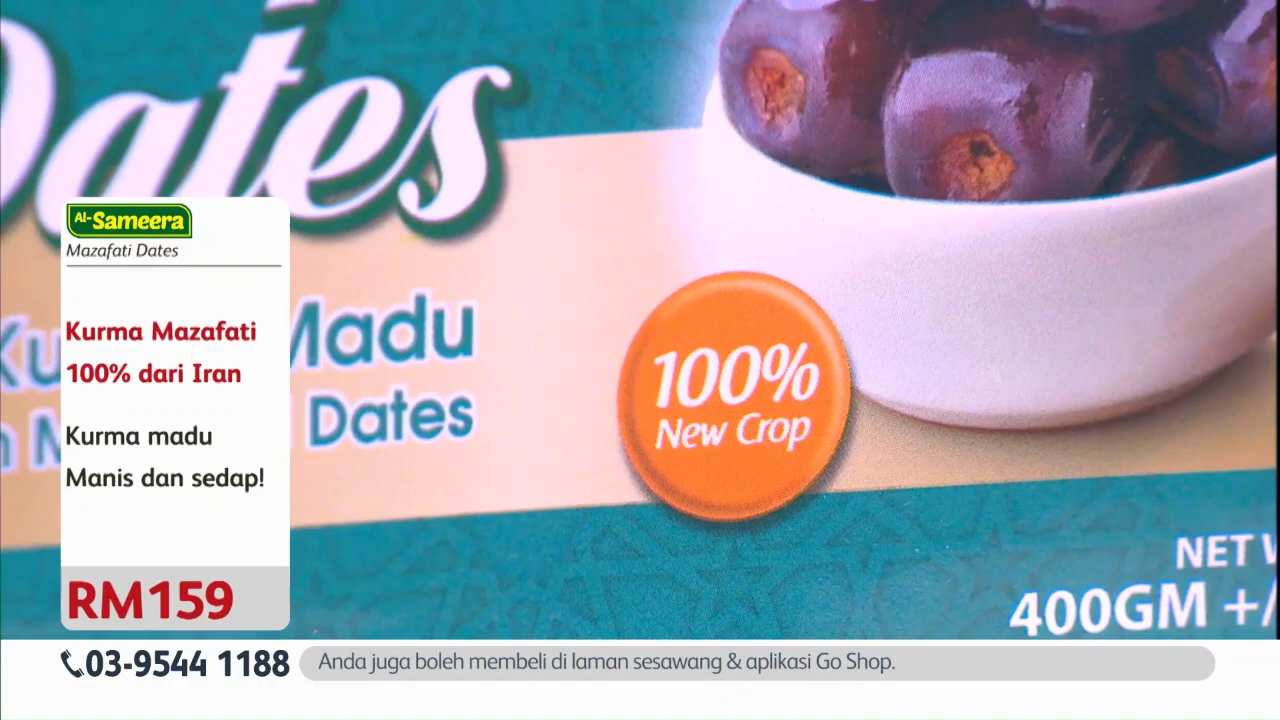 Dates
Al-Sameera
Mazafati Dates
Kurma Mazafati
100% dari Iran
Kurma madu
Manis dan sedap!
RM159
Madu
Dates
100%
New Crop
NET
400GM +/
03-9544 1188
Anda juga boleh membeli di laman sesawang & aplikasi Go Shop.